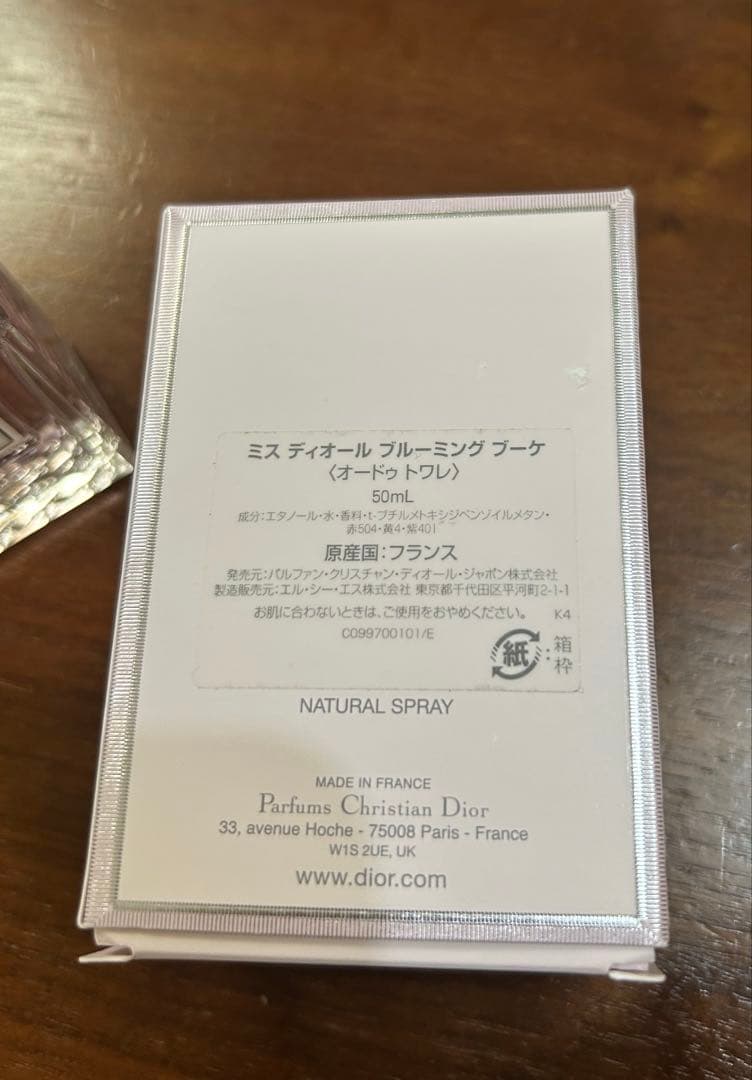 ミス ディオール ブルーミング ブーケ
〈オードゥ トワレ〉
50mL
成分:エタノール・水・香料・t-ブチルメトキシジベンゾイルメタン・
赤504・黄4・紫401
原産国:フランス
発売元:パルファン・クリスチャン・ディオール・ジャポン株式会社
製造販売元:エル・シー・エス株式会社 東京都千代田区平河町2-1-1
お肌に合わないときは、ご使用をおやめください。 K4
C099700101/E
紙:箱
枠
NATURAL SPRAY
MADE IN FRANCE
Parfums Christian Dior
33, avenue Hoche - 75008 Paris - France
W1S 2UE, UK
www.dior.com